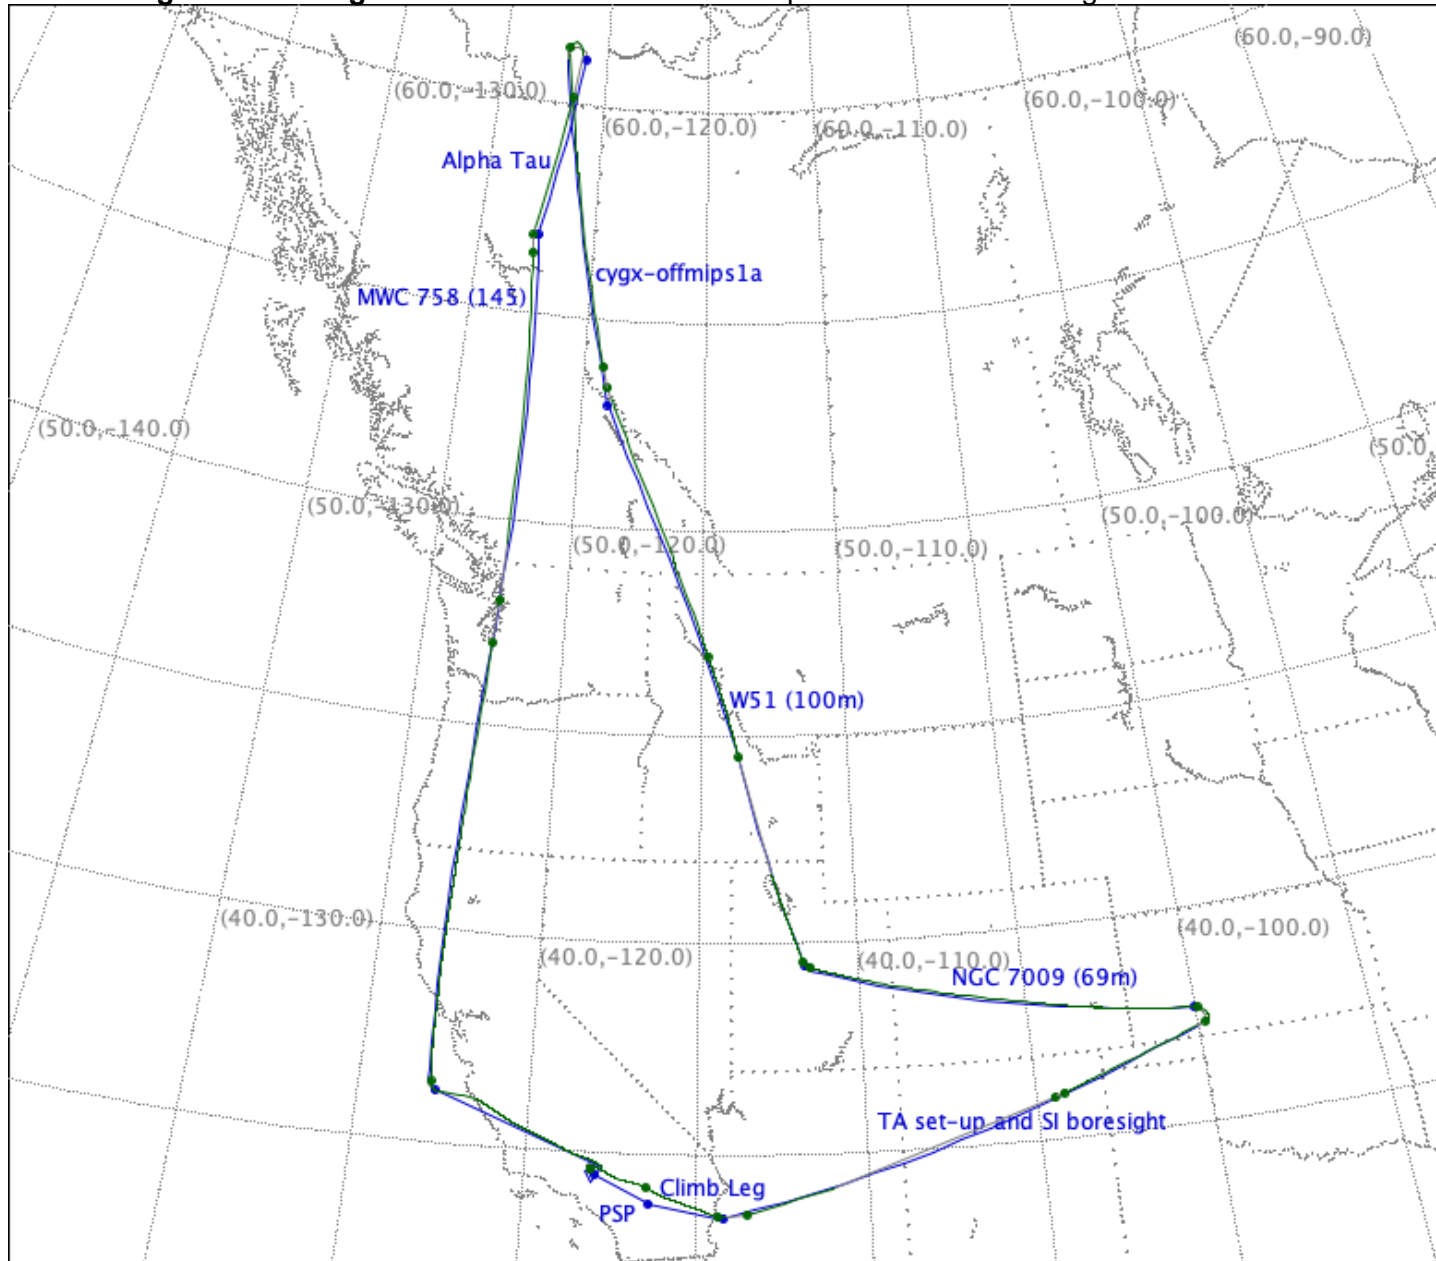 (60.0,-90.0)
(60.0,-130.0)
(60.0,-100.0)
(60.0,-120.0)
(60.0,-110.0)
Alpha Tau
cygx-offmips1a
MWC 758 (145)
(50.0,-140.0)
(50.0,
(50.0,-130.0)
(50.0,-100.0)
(50.0,-120.0)
(50.0,-110.0)
W51 (100m)
(40.0,-130.0)
(40.0,-100.0)
(40.0,-120.0)
(40.0,-110.0)
NGC 7009 (69m)
TA set-up and SI boresight
Climb Leg
PSP